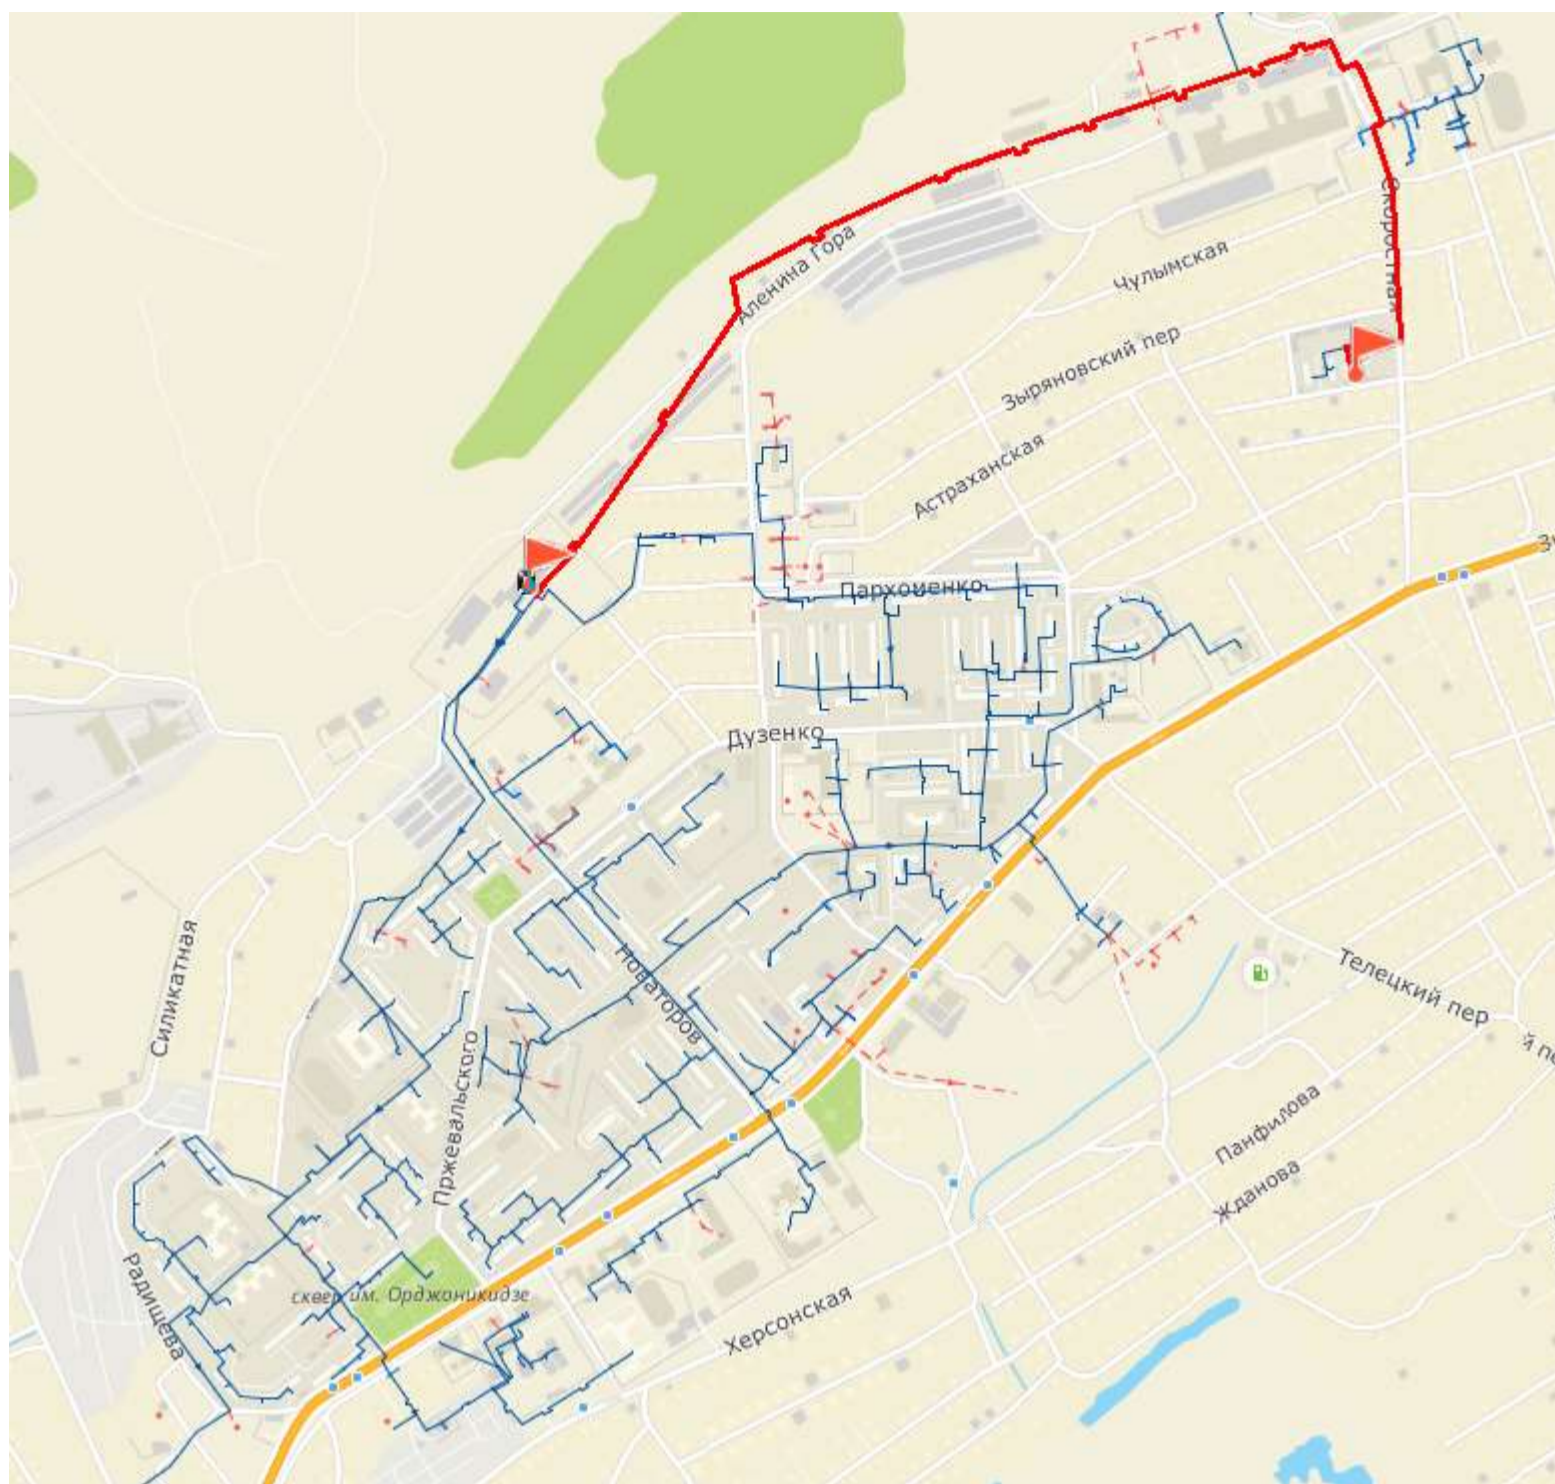 Скоростная
Аленина Гора
Чулымская
Зыряновский пер
Астраханская
Пархоменко
Дузенко
Силикатная
Новаторов
Телецкий пер
Пржевальского
Панфилова
Жданова
Радищева
сквер им. Орджоникидзе
Херсонская